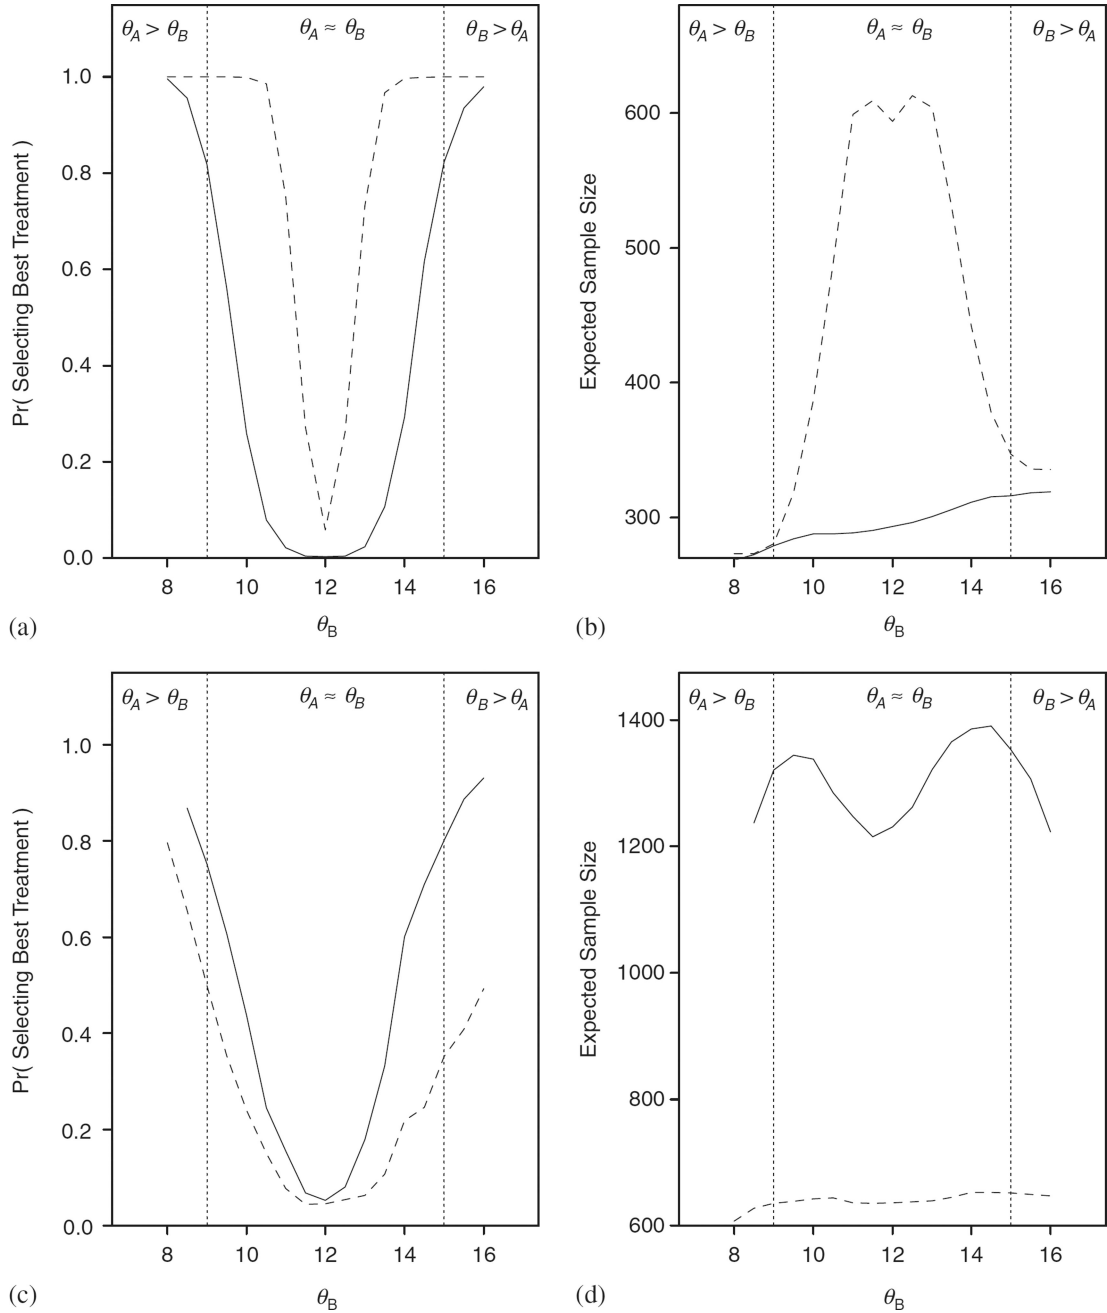 θA > θB
θA ≈ θB
θB > θA
1.0
0.8
0.6
0.4
0.2
0.0
Pr( Selecting Best Treatment )
8 10 12 14 16
θB
(a)
θA > θB
θA ≈ θB
θB > θA
600
500
400
300
Expected Sample Size
8 10 12 14 16
θB
(b)
θA > θB
θA ≈ θB
θB > θA
1.0
0.8
0.6
0.4
0.2
0.0
Pr( Selecting Best Treatment )
8 10 12 14 16
θB
(c)
θA > θB
θA ≈ θB
θB > θA
1400
1200
1000
800
600
Expected Sample Size
8 10 12 14 16
θB
(d)